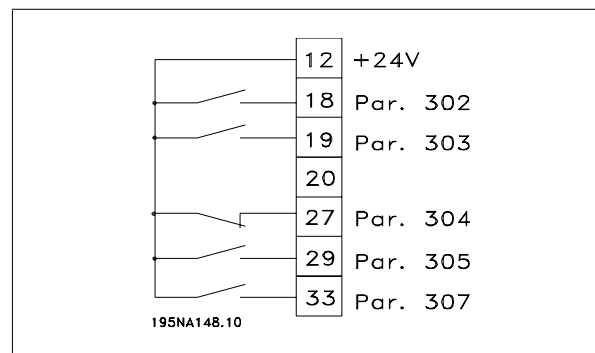 12 +24V
18 Par. 302
19 Par. 303
20
27 Par. 304
29 Par. 305
33 Par. 307
195NA148.10